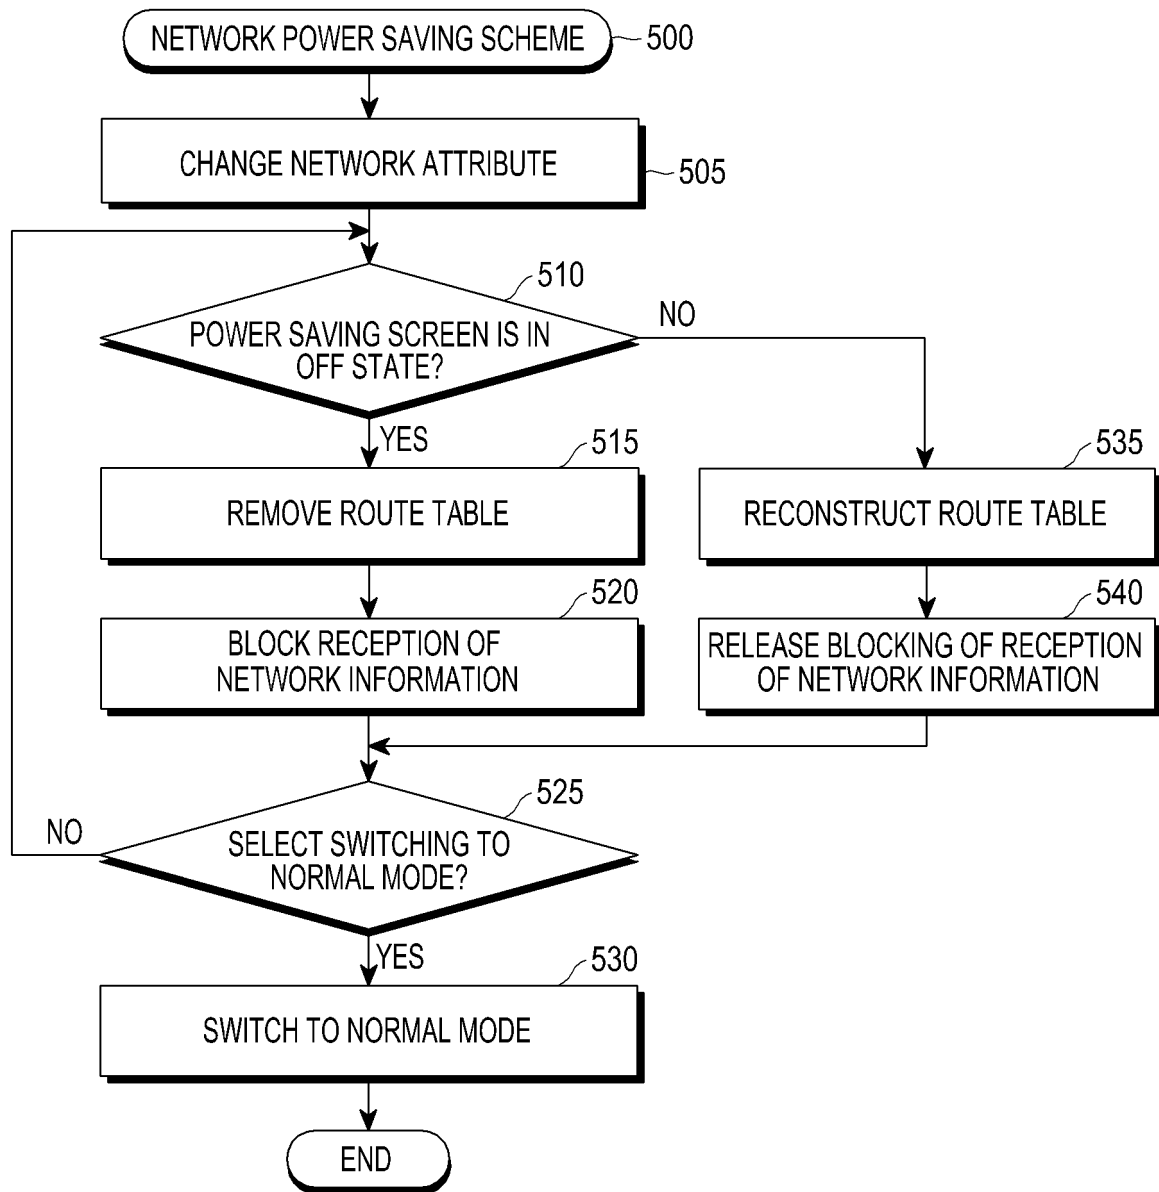 NETWORK POWER SAVING SCHEME
500
CHANGE NETWORK ATTRIBUTE
505
510
POWER SAVING SCREEN IS IN
OFF STATE?
NO
YES
515
REMOVE ROUTE TABLE
535
RECONSTRUCT ROUTE TABLE
520
BLOCK RECEPTION OF
NETWORK INFORMATION
540
RELEASE BLOCKING OF RECEPTION
OF NETWORK INFORMATION
525
NO
SELECT SWITCHING TO
NORMAL MODE?
YES
530
SWITCH TO NORMAL MODE
END